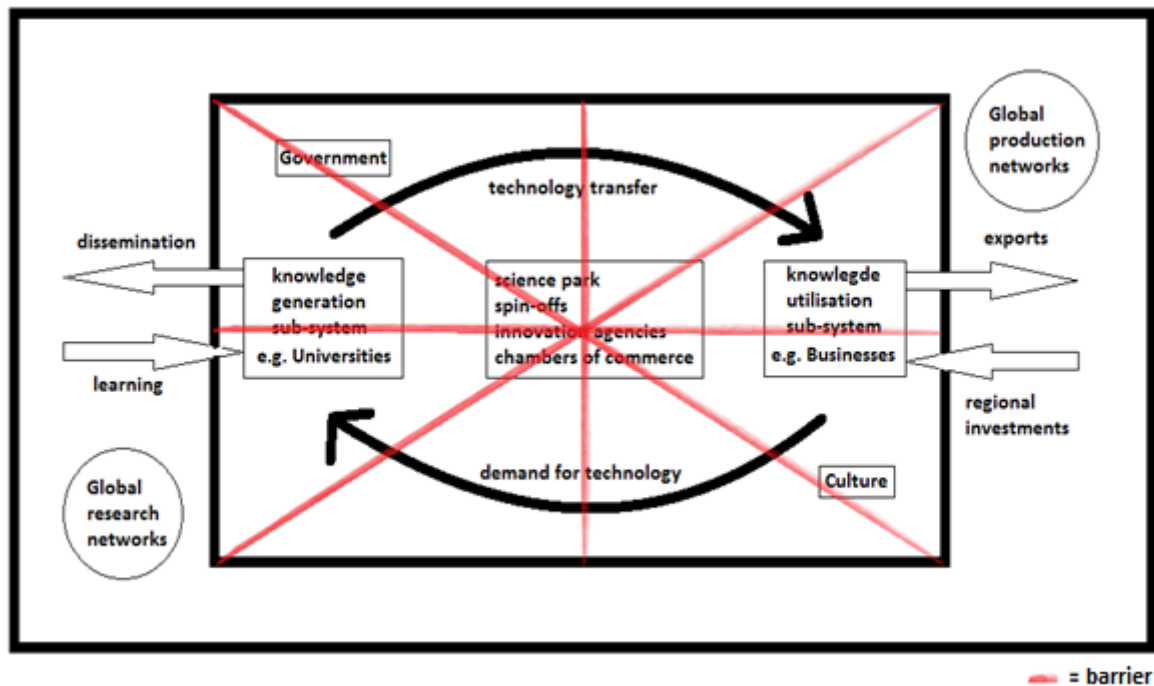 Global
production
networks
Government
technology transfer
dissemination
exports
knowledge
generation
sub-system
e.g. Universities
science park
spin-offs
innovation agencies
chambers of commerce
knowlegde
utilisation
sub-system
e.g. Businesses
learning
regional
investments
demand for technology
Culture
Global
research
networks
= barrier